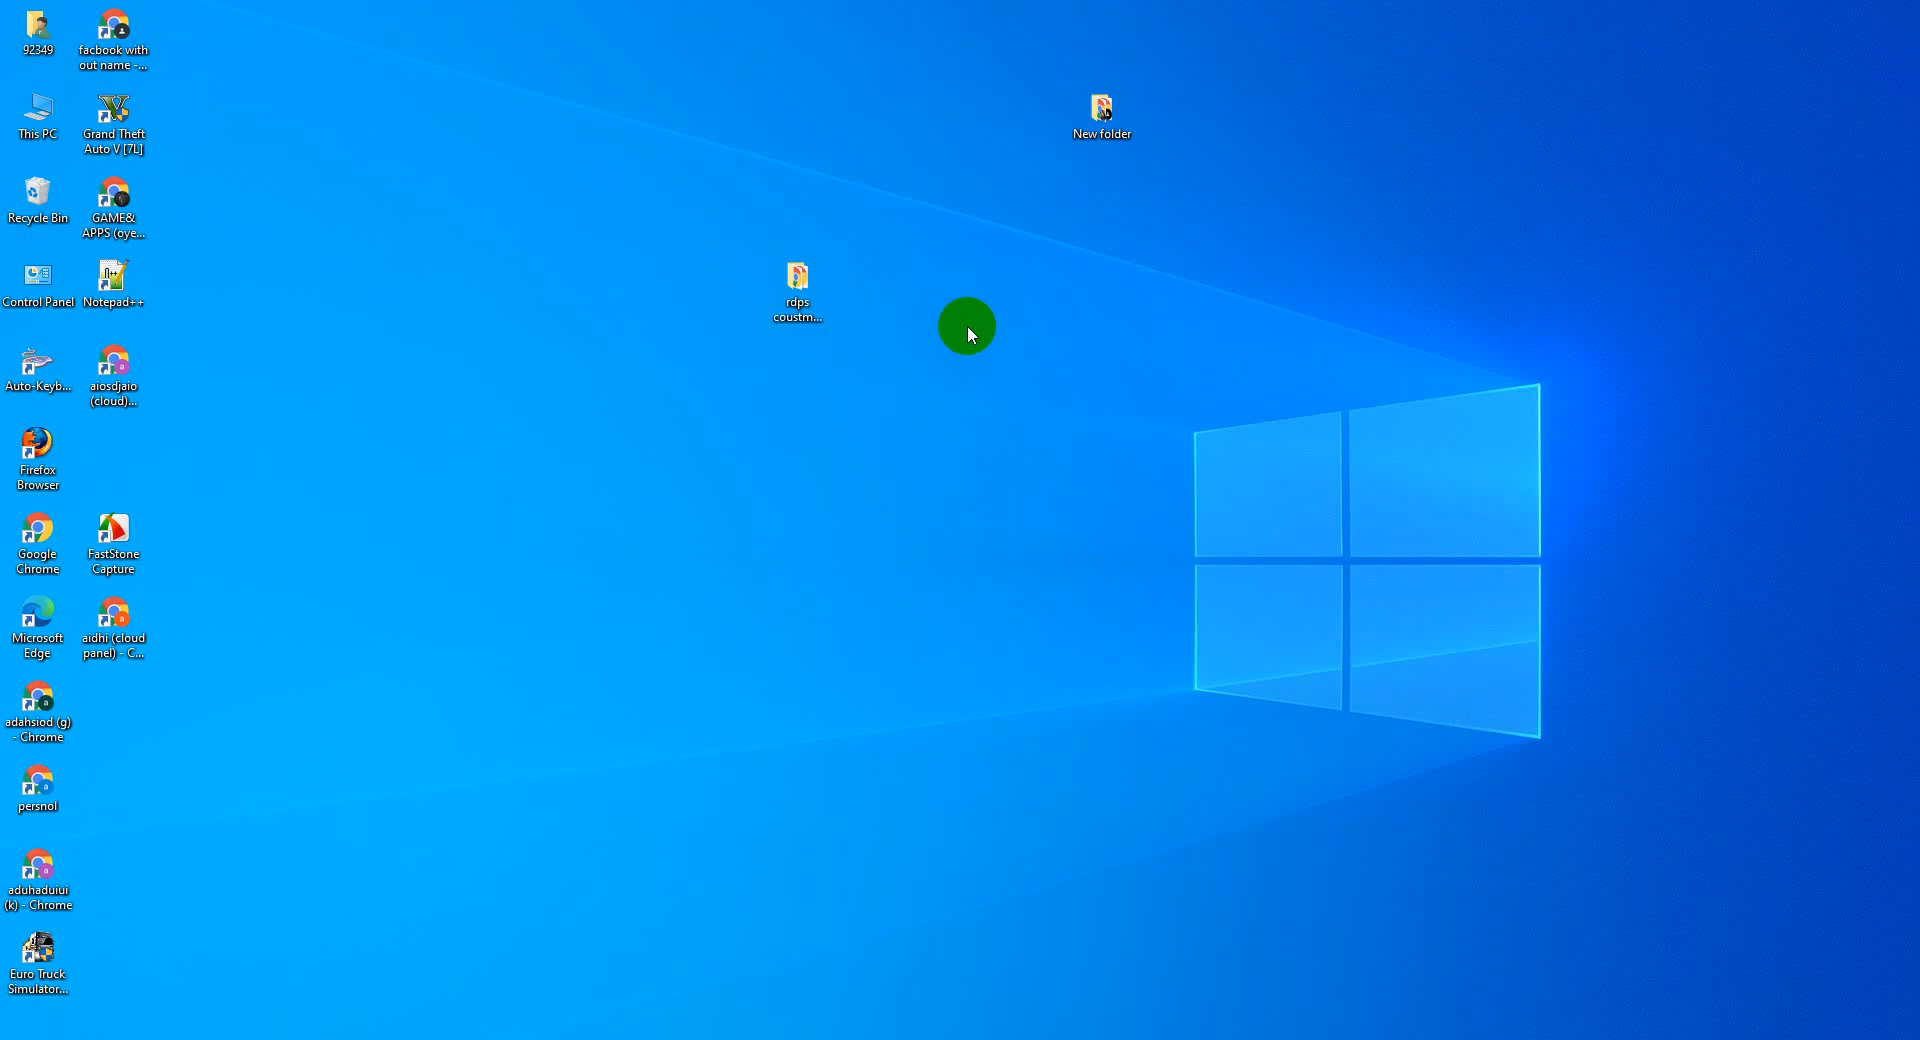 92349
facbook with
out name -...
This PC
Grand Theft
Auto V [7L]
New folder
Recycle Bin
GAME&
APPS (oye...
Control Panel
Notepad++
rdps
coustm...
Auto-Keyb...
aiosdjaio
(cloud)...
Firefox
Browser
Google
Chrome
FastStone
Capture
Microsoft
Edge
aidhi (cloud
panel) - C...
adahsiod (g)
- Chrome
persnol
aduhaduiui
(k) - Chrome
Euro Truck
Simulator...